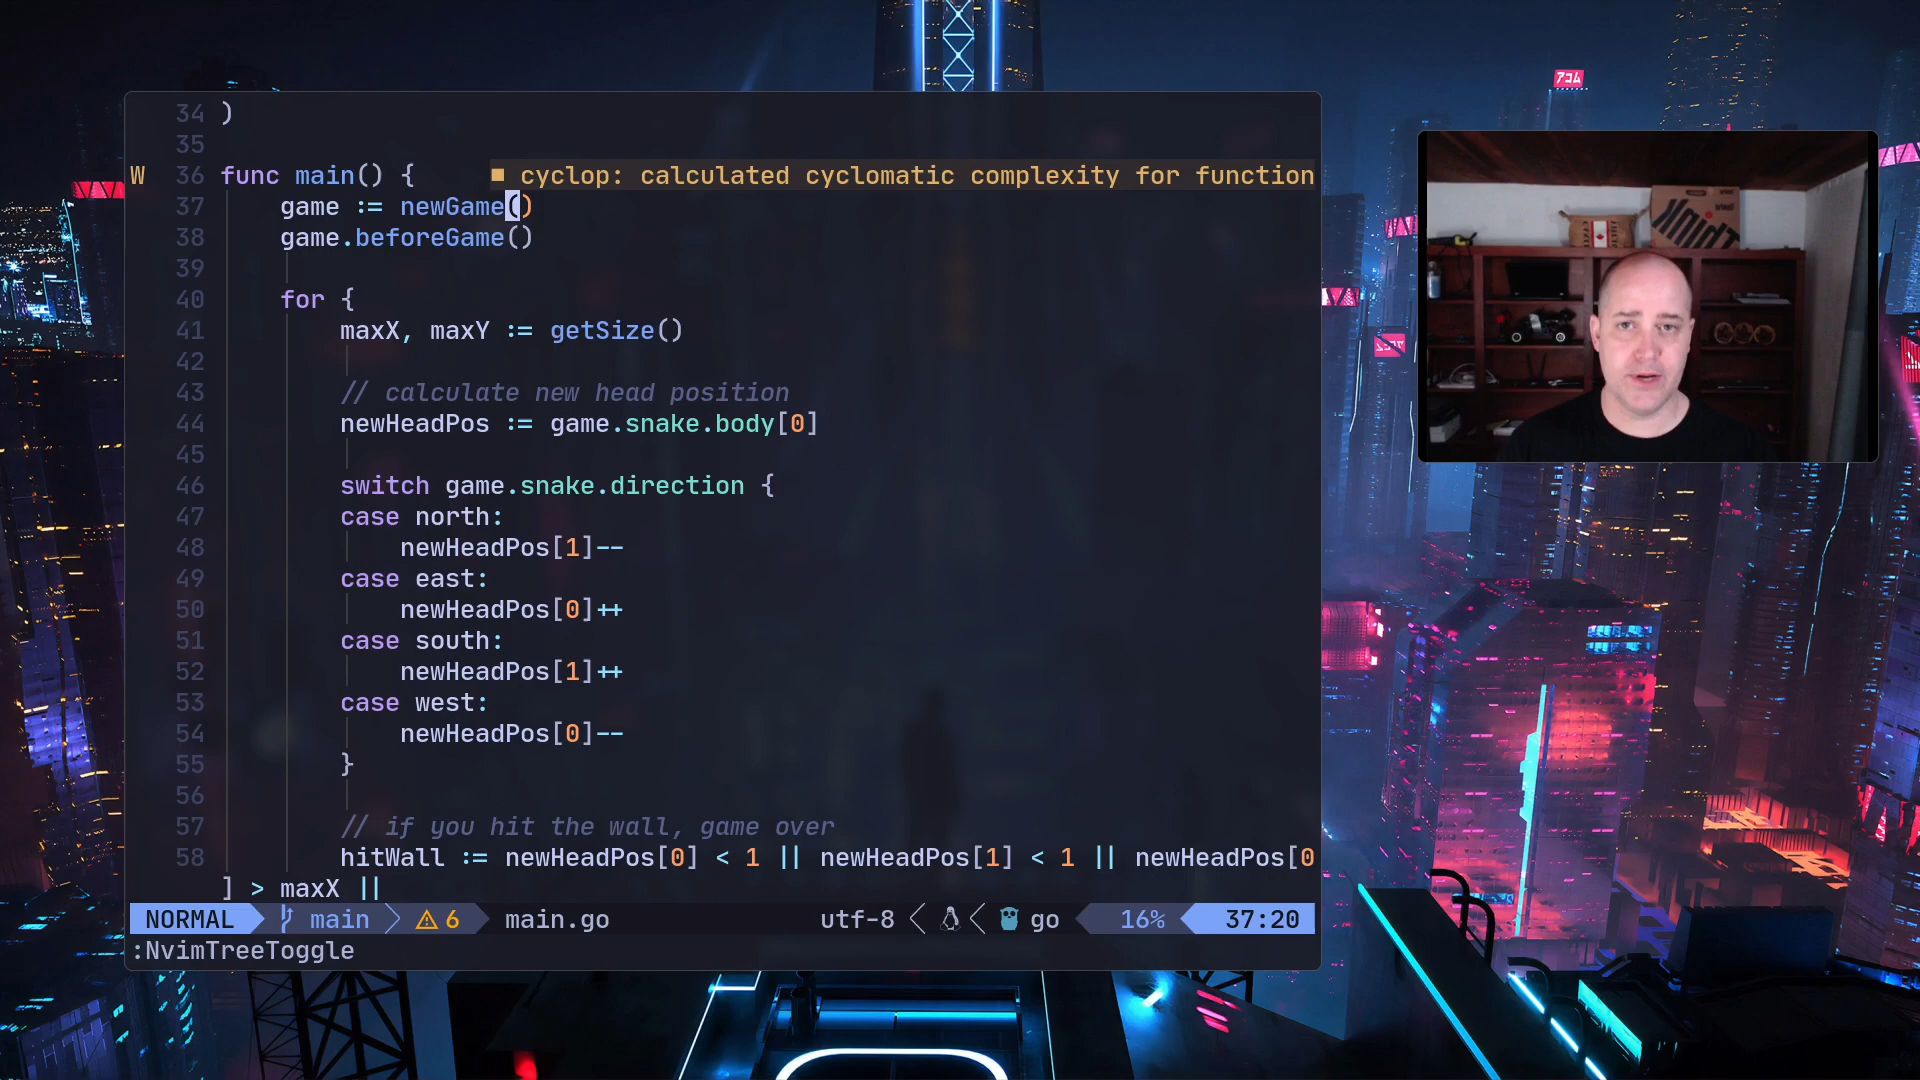 アコム
34 )
35
W 36 func main() { ■ cyclop: calculated cyclomatic complexity for function
37 game := newGame()
38 game.beforeGame()
39
40 for {
41 maxX, maxY := getSize()
42
43 // calculate new head position
44 newHeadPos := game.snake.body[0]
45
46 switch game.snake.direction {
47 case north:
48 newHeadPos[1]--
49 case east:
50 newHeadPos[0]++
51 case south:
52 newHeadPos[1]++
53 case west:
54 newHeadPos[0]--
55 }
56
57 // if you hit the wall, game over
58 hitWall := newHeadPos[0] < 1 || newHeadPos[1] < 1 || newHeadPos[0
] > maxX ||
NORMAL main 6 main.go utf-8 go 16% 37:20
:NvimTreeToggle